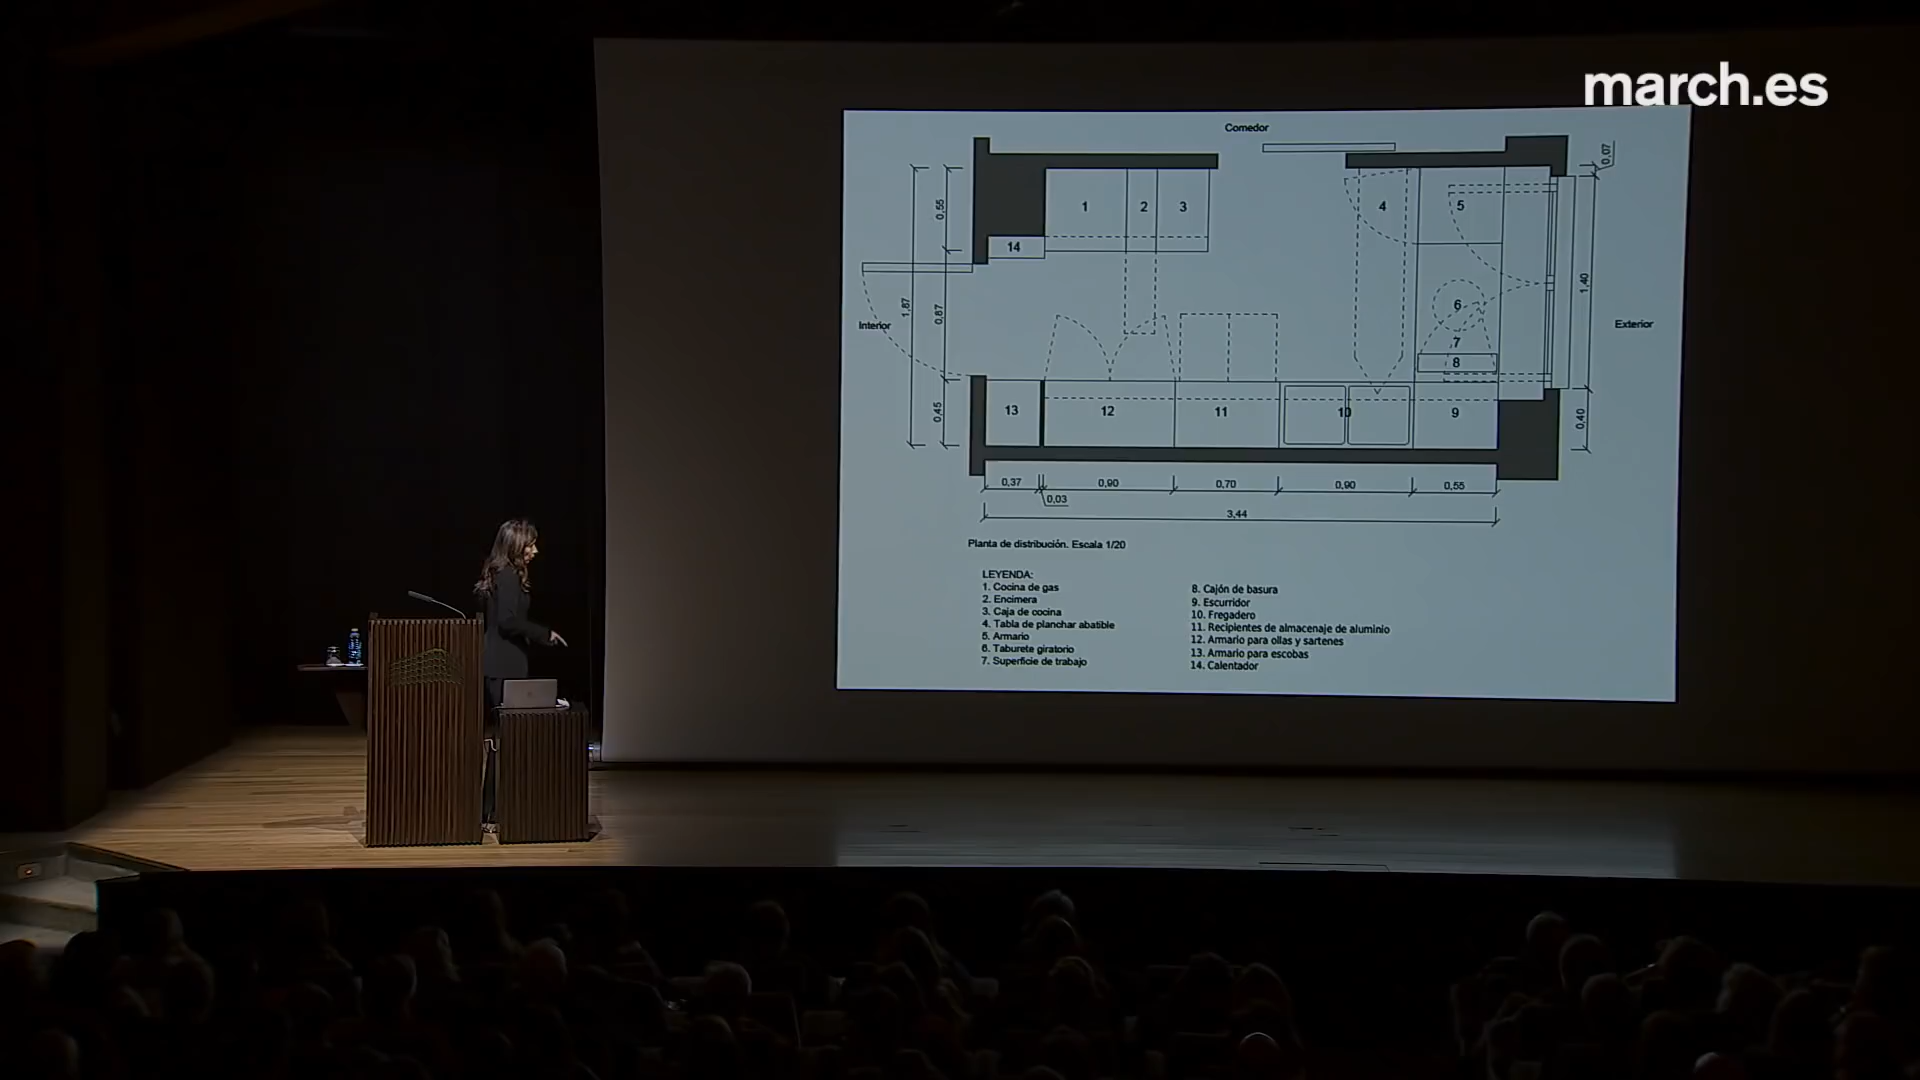 march.es
Comedor
0,07
0,55
1
2
3
4
5
14
1,87
0,87
1,40
6
Interior
Exterior
7
8
0,45
13
12
11
10
9
0,40
0,37
0,90
0,70
0,90
0,55
0,03
3,44
Planta de distribución. Escala 1/20
LEYENDA:
1. Cocina de gas
2. Encimera
3. Caja de cocina
4. Tabla de planchar abatible
5. Armario
6. Taburete giratorio
7. Superficie de trabajo
8. Cajón de basura
9. Escurridor
10. Fregadero
11. Recipientes de almacenaje de aluminio
12. Armario para ollas y sartenes
13. Armario para escobas
14. Calentador